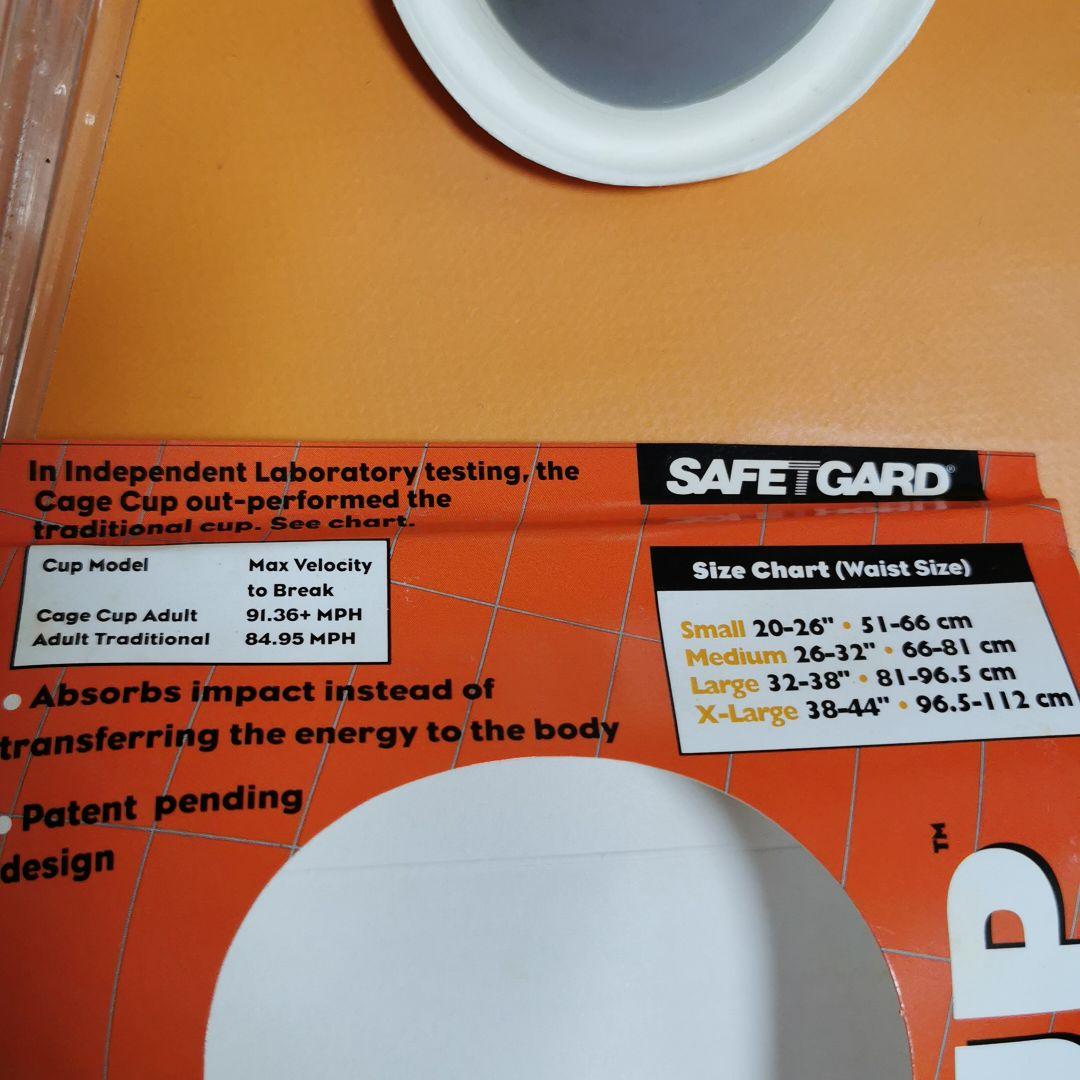 In Independent Laboratory testing, the
Cage Cup out-performed the
traditional cup. See chart.
SAFETGARD®
Cup Model Max Velocity
to Break
Cage Cup Adult 91.36+ MPH
Adult Traditional 84.95 MPH
Size Chart (Waist Size)
Small 20-26" • 51-66 cm
Medium 26-32" • 66-81 cm
Large 32-38" • 81-96.5 cm
X-Large 38-44" • 96.5-112 cm
• Absorbs impact instead of
transferring the energy to the body
• Patent pending
design
UP™